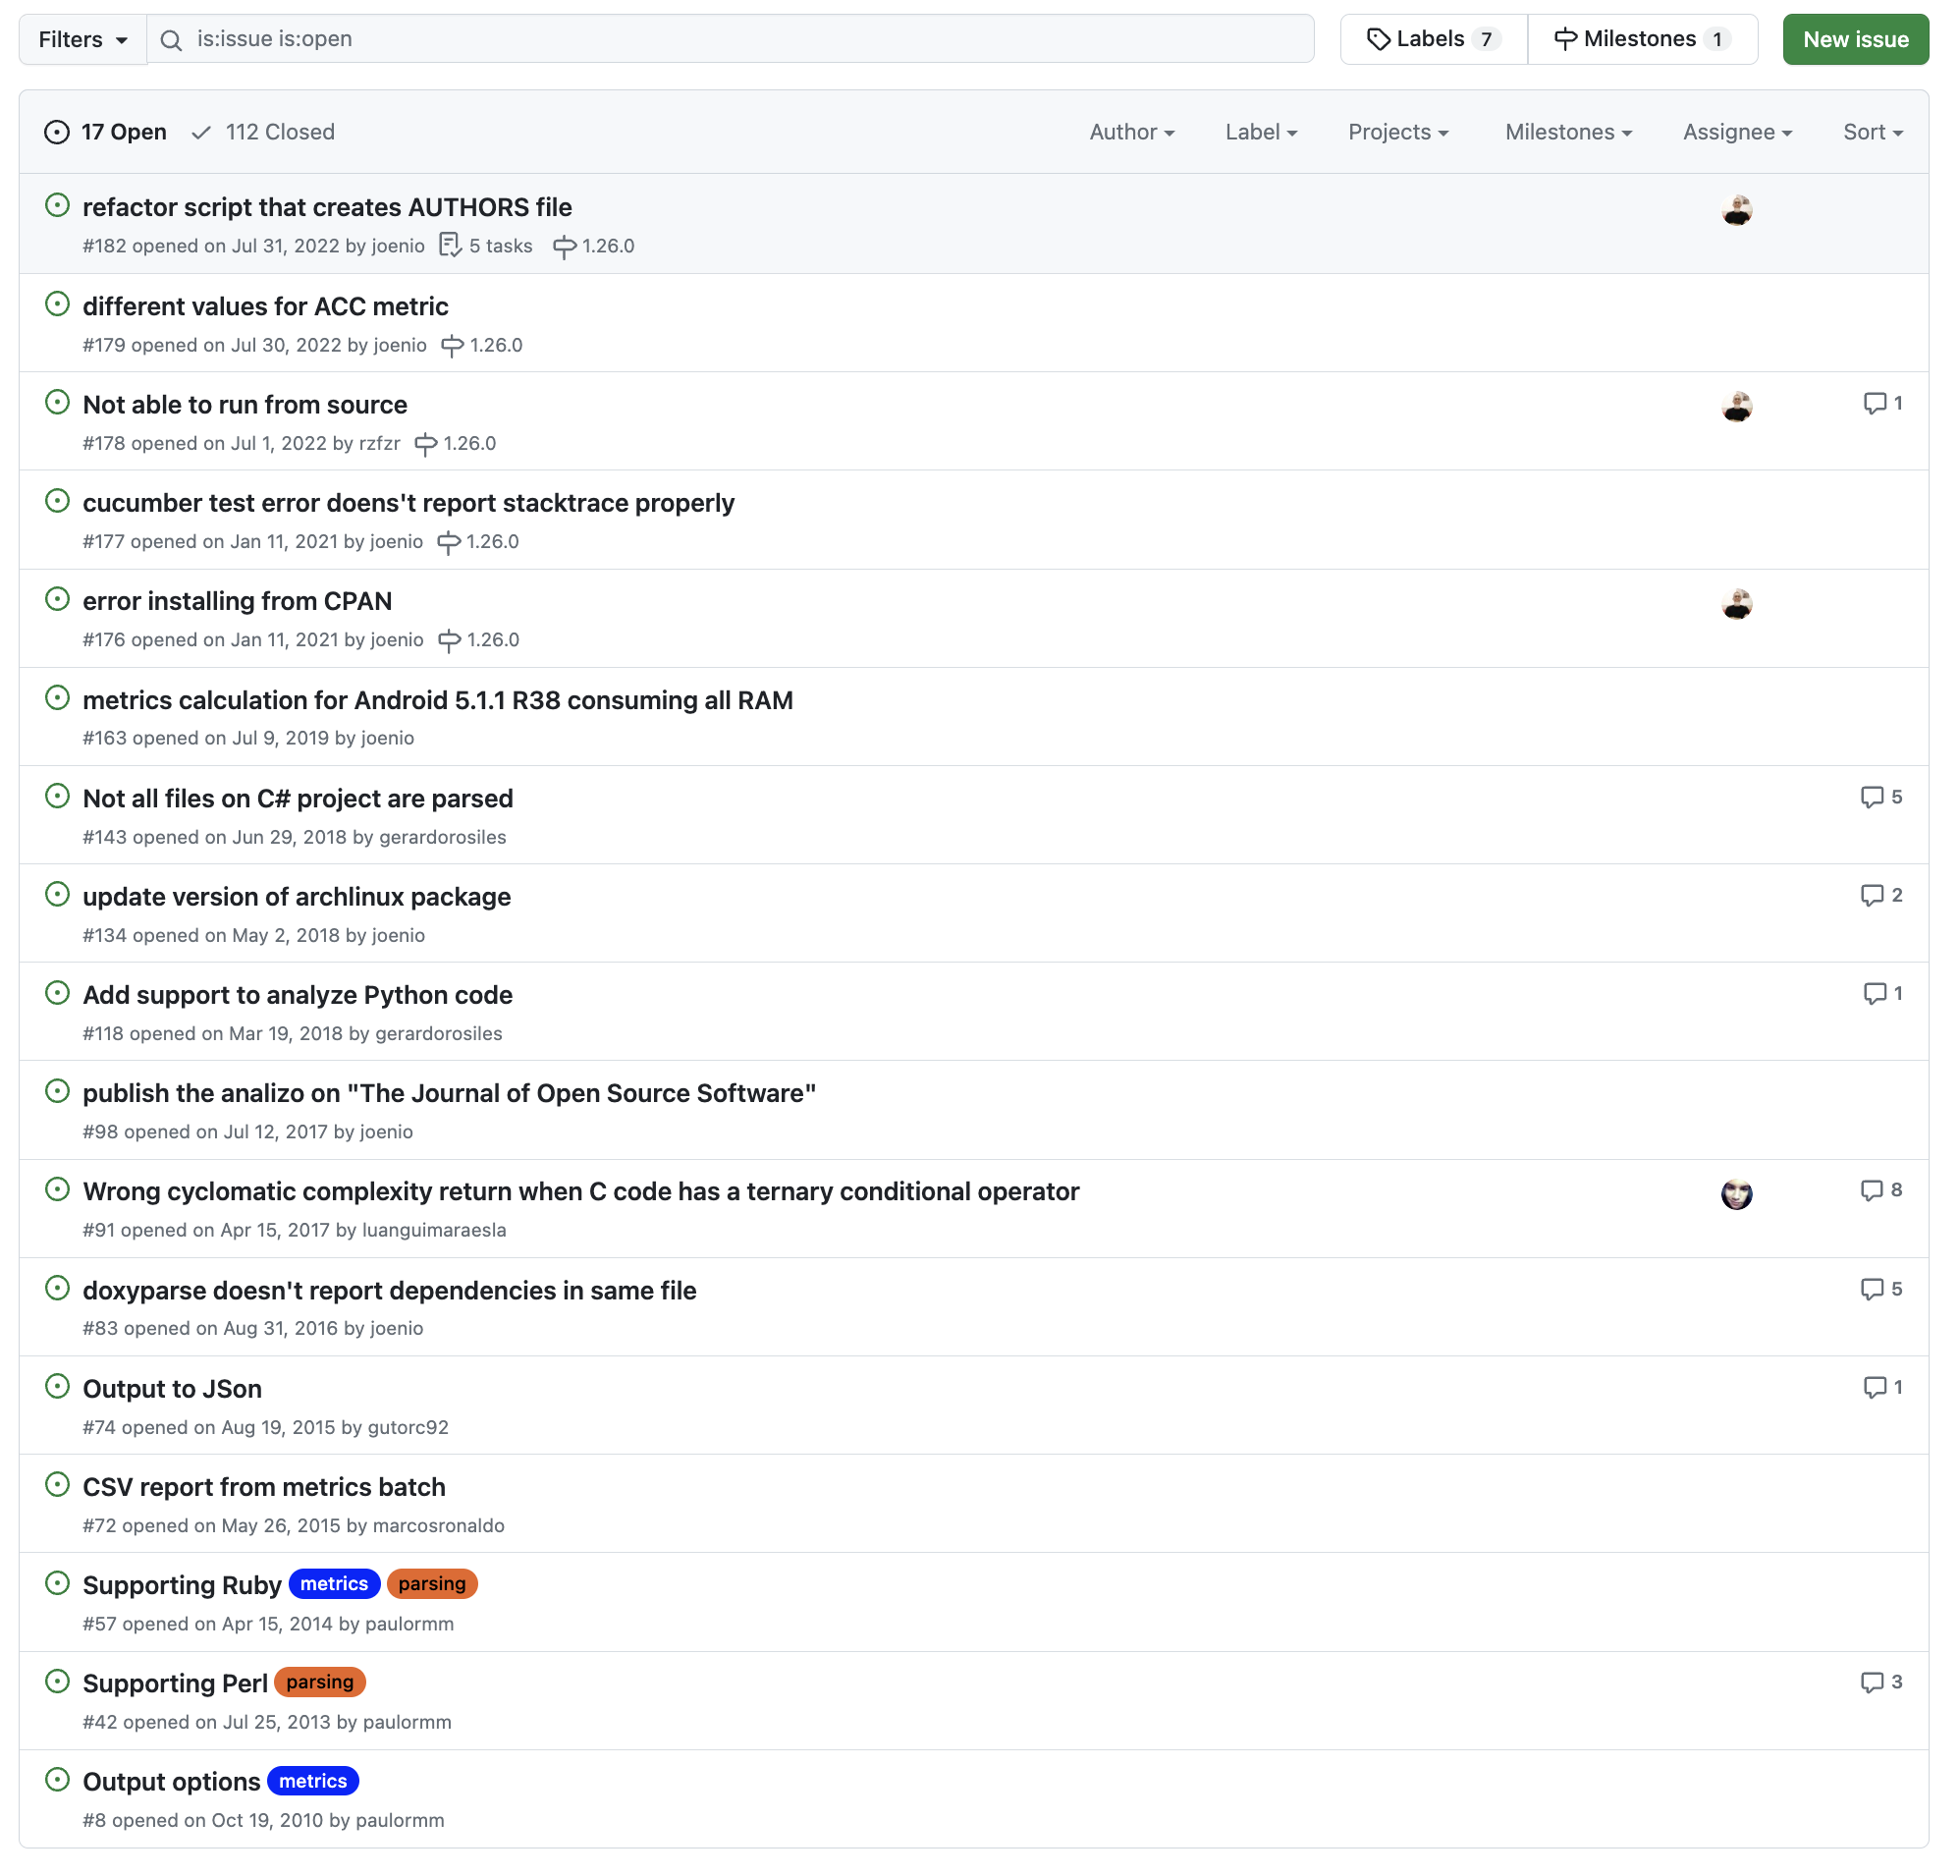 Filters is:issue is:open Labels 7 Milestones 1 New issue
17 Open 112 Closed Author Label Projects Milestones Assignee Sort
refactor script that creates AUTHORS file
#182 opened on Jul 31, 2022 by joenio 5 tasks 1.26.0
different values for ACC metric
#179 opened on Jul 30, 2022 by joenio 1.26.0
Not able to run from source 1
#178 opened on Jul 1, 2022 by rzfzr 1.26.0
cucumber test error doens't report stacktrace properly
#177 opened on Jan 11, 2021 by joenio 1.26.0
error installing from CPAN
#176 opened on Jan 11, 2021 by joenio 1.26.0
metrics calculation for Android 5.1.1 R38 consuming all RAM
#163 opened on Jul 9, 2019 by joenio
Not all files on C# project are parsed 5
#143 opened on Jun 29, 2018 by gerardorosiles
update version of archlinux package 2
#134 opened on May 2, 2018 by joenio
Add support to analyze Python code 1
#118 opened on Mar 19, 2018 by gerardorosiles
publish the analizo on "The Journal of Open Source Software"
#98 opened on Jul 12, 2017 by joenio
Wrong cyclomatic complexity return when C code has a ternary conditional operator 8
#91 opened on Apr 15, 2017 by luanguimaraesla
doxyparse doesn't report dependencies in same file 5
#83 opened on Aug 31, 2016 by joenio
Output to JSon 1
#74 opened on Aug 19, 2015 by gutorc92
CSV report from metrics batch
#72 opened on May 26, 2015 by marcosronaldo
Supporting Ruby metrics parsing
#57 opened on Apr 15, 2014 by paulormm
Supporting Perl parsing 3
#42 opened on Jul 25, 2013 by paulormm
Output options metrics
#8 opened on Oct 19, 2010 by paulormm